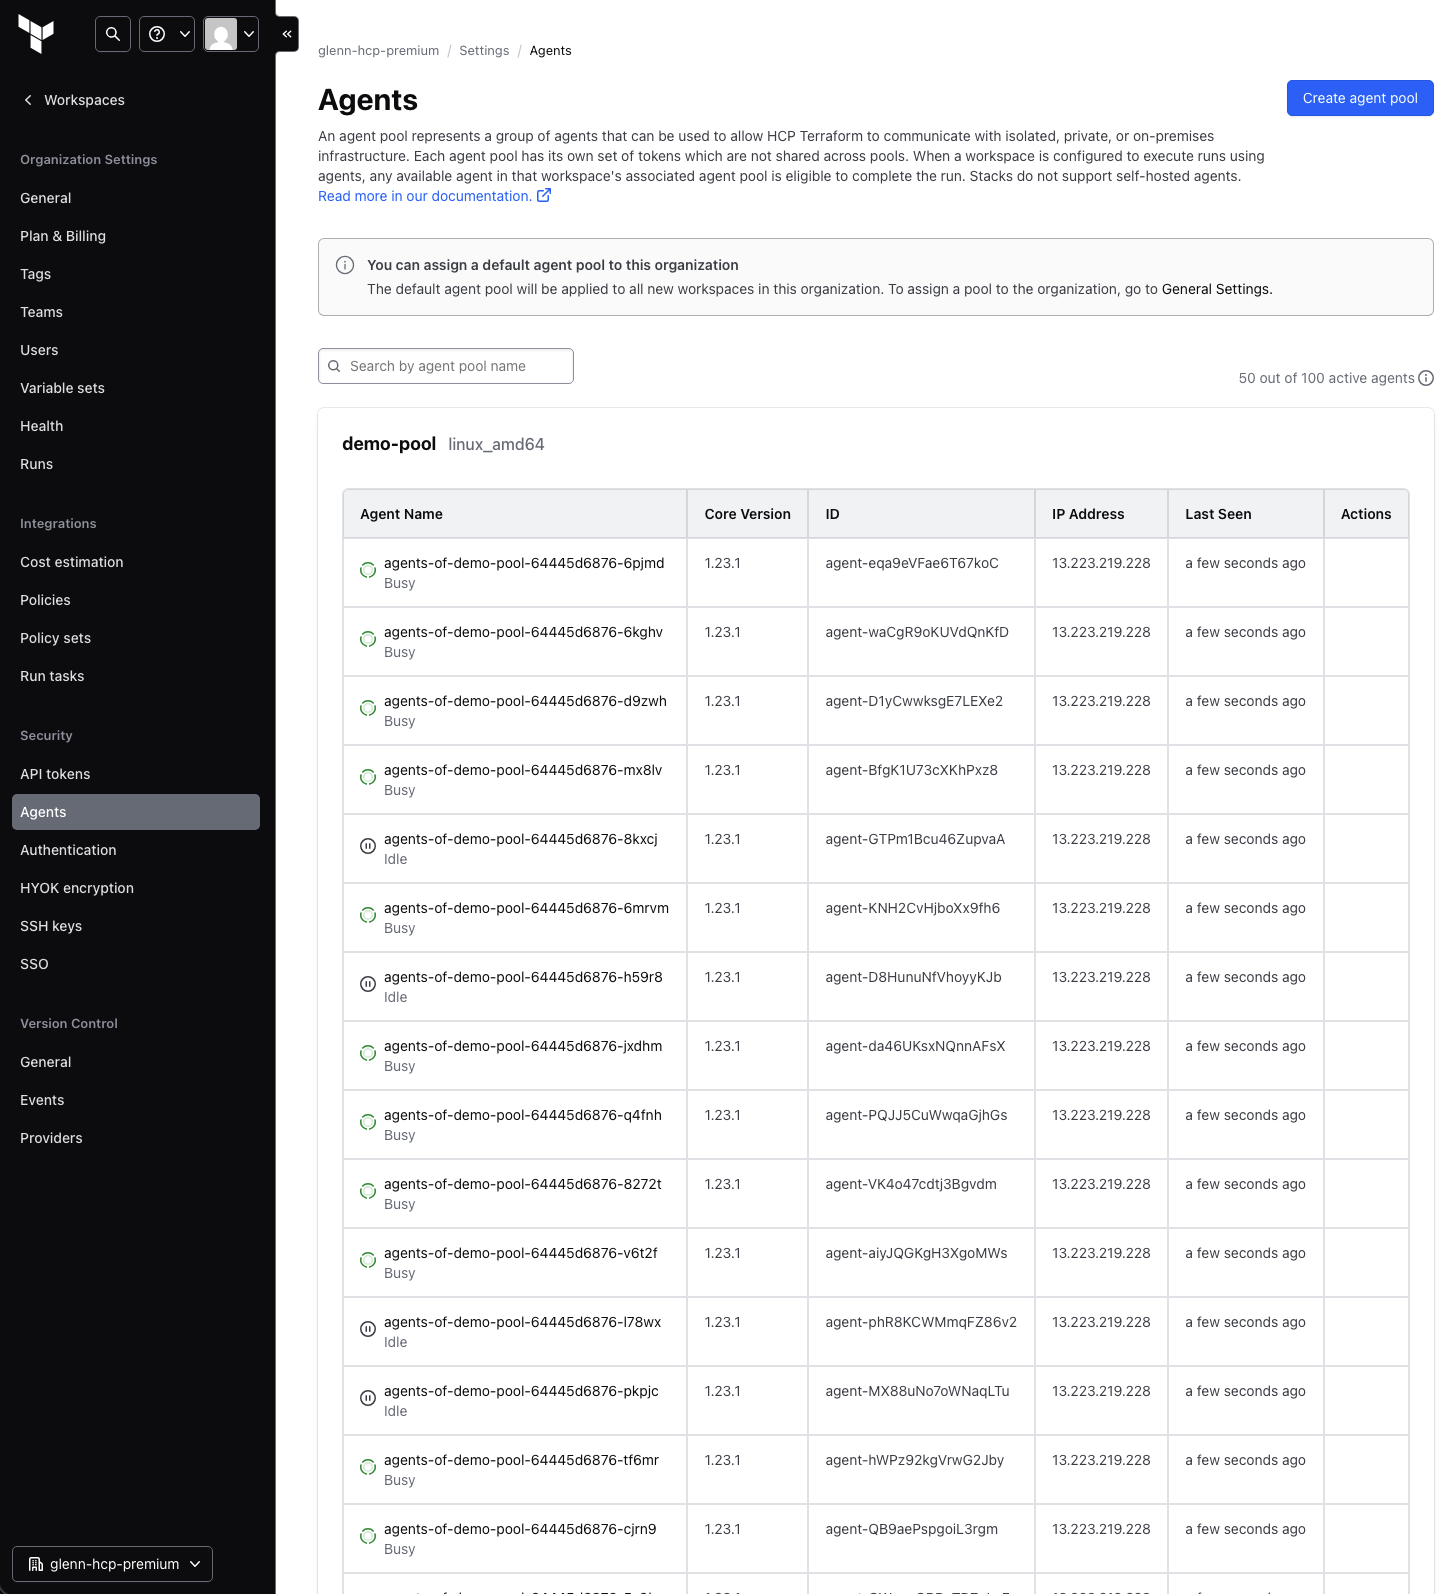 Workspaces
Organization Settings
General
Plan & Billing
Tags
Teams
Users
Variable sets
Health
Runs
Integrations
Cost estimation
Policies
Policy sets
Run tasks
Security
API tokens
Agents
Authentication
HYOK encryption
SSH keys
SSO
Version Control
General
Events
Providers
glenn-hcp-premium
glenn-hcp-premium / Settings / Agents
Agents
Create agent pool
An agent pool represents a group of agents that can be used to allow HCP Terraform to communicate with isolated, private, or on-premises
infrastructure. Each agent pool has its own set of tokens which are not shared across pools. When a workspace is configured to execute runs using
agents, any available agent in that workspace's associated agent pool is eligible to complete the run. Stacks do not support self-hosted agents.
Read more in our documentation.
You can assign a default agent pool to this organization
The default agent pool will be applied to all new workspaces in this organization. To assign a pool to the organization, go to General Settings.
Search by agent pool name
50 out of 100 active agents
demo-pool linux_amd64
Agent Name Core Version ID IP Address Last Seen Actions
agents-of-demo-pool-64445d6876-6pjmd 1.23.1 agent-eqa9eVFae6T67koC 13.223.219.228 a few seconds ago
Busy
agents-of-demo-pool-64445d6876-6kghv 1.23.1 agent-waCgR9oKUVdQnKfD 13.223.219.228 a few seconds ago
Busy
agents-of-demo-pool-64445d6876-d9zwh 1.23.1 agent-D1yCwwksgE7LEXe2 13.223.219.228 a few seconds ago
Busy
agents-of-demo-pool-64445d6876-mx8lv 1.23.1 agent-BfgK1U73cXKhPxz8 13.223.219.228 a few seconds ago
Busy
agents-of-demo-pool-64445d6876-8kxcj 1.23.1 agent-GTPm1Bcu46ZupvaA 13.223.219.228 a few seconds ago
Idle
agents-of-demo-pool-64445d6876-6mrvm 1.23.1 agent-KNH2CvHjboXx9fh6 13.223.219.228 a few seconds ago
Busy
agents-of-demo-pool-64445d6876-h59r8 1.23.1 agent-D8HunuNfVhoyyKJb 13.223.219.228 a few seconds ago
Idle
agents-of-demo-pool-64445d6876-jxdhm 1.23.1 agent-da46UKsxNQnnAFsX 13.223.219.228 a few seconds ago
Busy
agents-of-demo-pool-64445d6876-q4fnh 1.23.1 agent-PQJJ5CuWwqaGjhGs 13.223.219.228 a few seconds ago
Busy
agents-of-demo-pool-64445d6876-8272t 1.23.1 agent-VK4o47cdtj3Bgvdm 13.223.219.228 a few seconds ago
Busy
agents-of-demo-pool-64445d6876-v6t2f 1.23.1 agent-aiyJQGKgH3XgoMWs 13.223.219.228 a few seconds ago
Busy
agents-of-demo-pool-64445d6876-l78wx 1.23.1 agent-phR8KCWMmqFZ86v2 13.223.219.228 a few seconds ago
Idle
agents-of-demo-pool-64445d6876-pkpjc 1.23.1 agent-MX88uNo7oWNaqLTu 13.223.219.228 a few seconds ago
Idle
agents-of-demo-pool-64445d6876-tf6mr 1.23.1 agent-hWPz92kgVrwG2Jby 13.223.219.228 a few seconds ago
Busy
agents-of-demo-pool-64445d6876-cjrn9 1.23.1 agent-QB9aePspgoiL3rgm 13.223.219.228 a few seconds ago
Busy